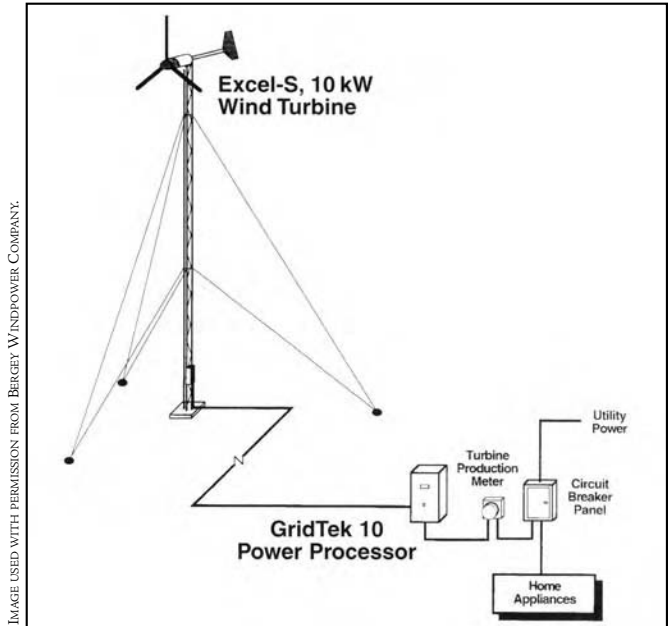 IMAGE USED WITH PERMISSION FROM BERGEY WINDPOWER COMPANY.
Excel-S, 10 kW
Wind Turbine
Utility
Power
Turbine
Production
Meter
Circuit
Breaker
Panel
N
GridTek 10
Power Processor
Home
Appliances